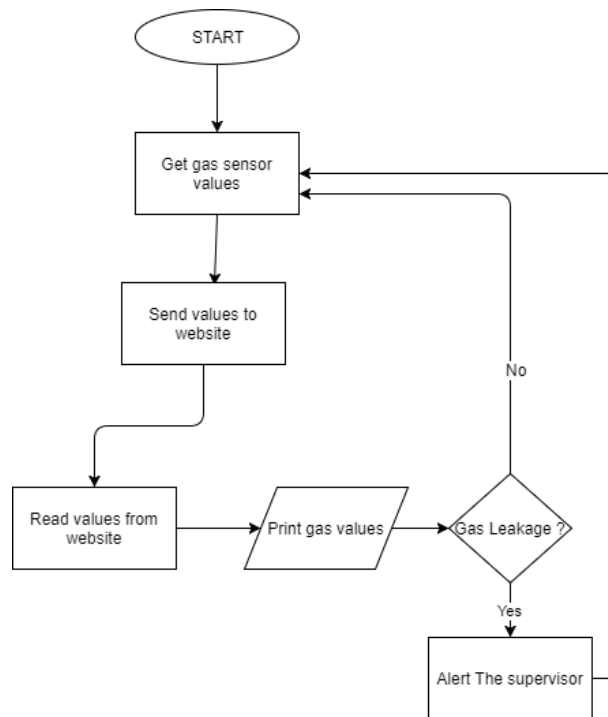 START
Get gas sensor
values
Send values to
website
No
Read values from
website
Print gas values
Gas Leakage ?
Yes
Alert The supervisor